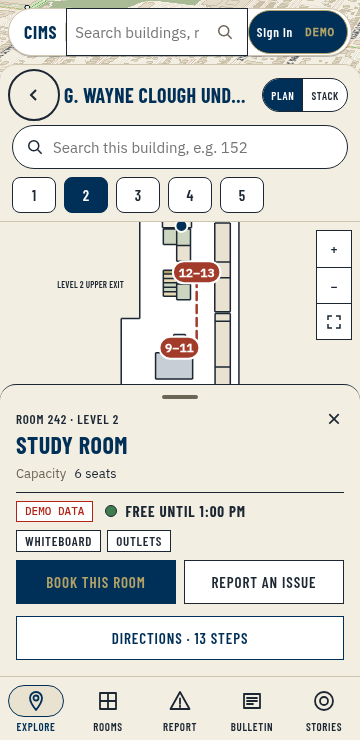 CIMS
Search buildings, r
Sign In DEMO
G. WAYNE CLOUGH UND...
PLAN STACK
Search this building, e.g. 152
1 2 3 4 5
LEVEL 2 UPPER EXIT
12–13
9–11
+
−
ROOM 242 · LEVEL 2
STUDY ROOM
Capacity 6 seats
DEMO DATA FREE UNTIL 1:00 PM
WHITEBOARD OUTLETS
BOOK THIS ROOM REPORT AN ISSUE
DIRECTIONS · 13 STEPS
EXPLORE ROOMS REPORT BULLETIN STORIES